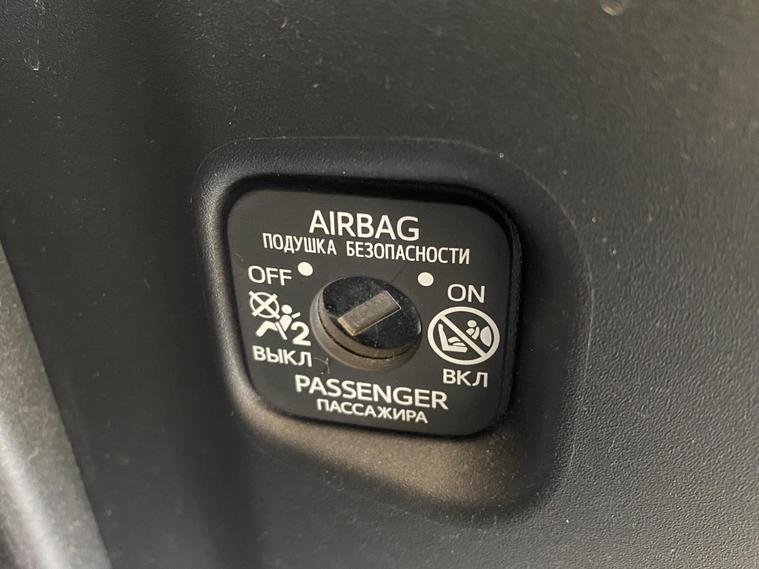 AIRBAG
ПОДУШКА БЕЗОПАСНОСТИ
OFF
ON
2
ВЫКЛ
ВКЛ
PASSENGER
ПАССАЖИРА